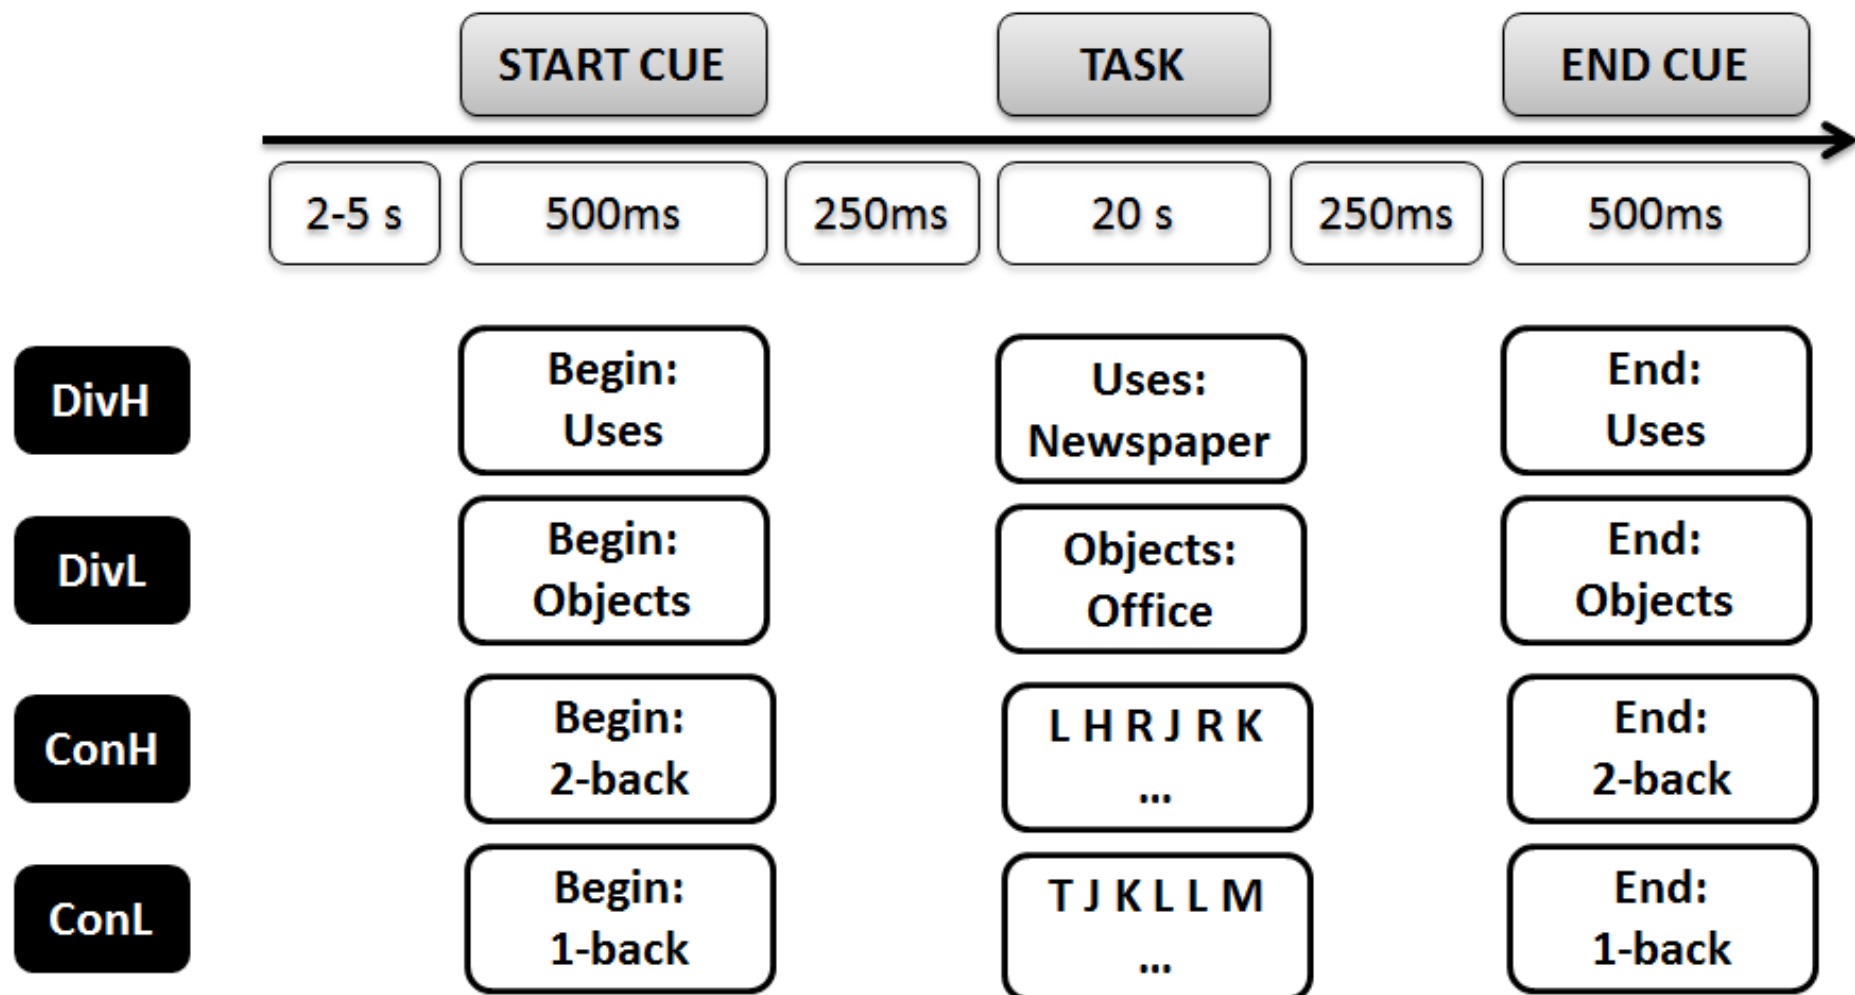 START CUE
TASK
END CUE
2-5 s
500ms
250ms
20 s
250ms
500ms
DivH
Begin:
Uses
Uses:
Newspaper
End:
Uses
DivL
Begin:
Objects
Objects:
Office
End:
Objects
ConH
Begin:
2-back
L H R J R K
...
End:
2-back
ConL
Begin:
1-back
T J K L L M
...
End:
1-back